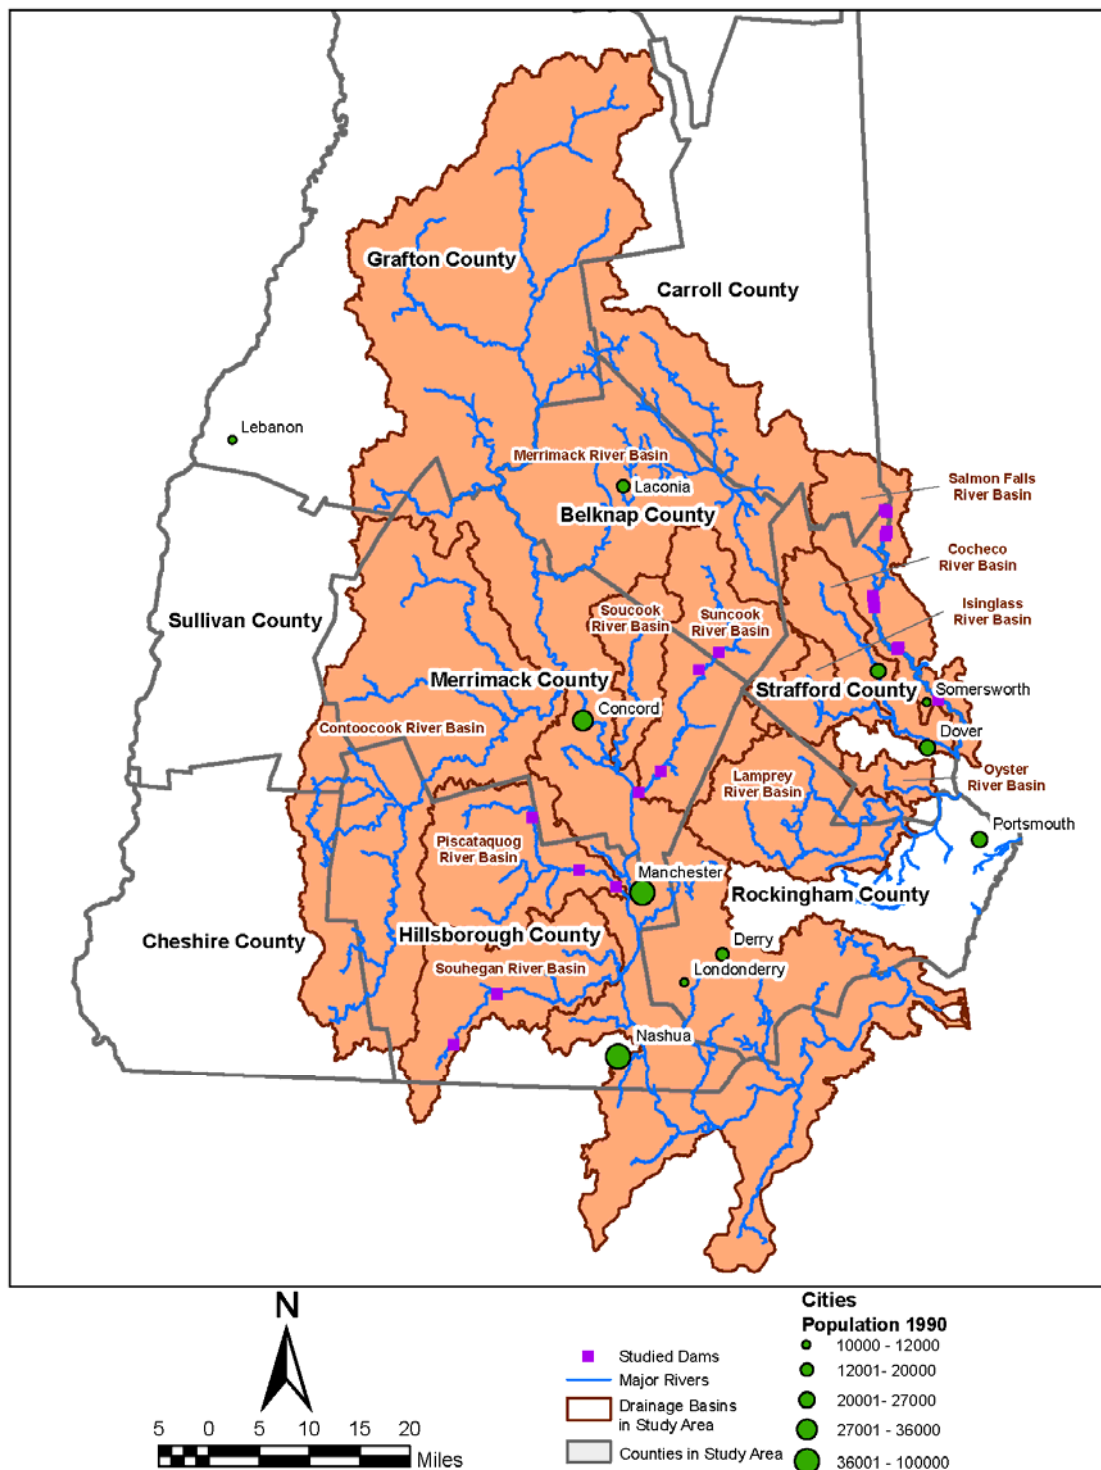 Grafton County
Carroll County
Lebanon
Merrimack River Basin
Laconia
Belknap County
Salmon Falls
River Basin
Cocheco
River Basin
Isinglass
River Basin
Soucook
River Basin
Suncook
River Basin
Sullivan County
Merrimack County
Strafford County
Somersworth
Concord
Contoocook River Basin
Dover
Lamprey
River Basin
Oyster
River Basin
Portsmouth
Piscataquog
River Basin
Manchester
Rockingham County
Cheshire County
Hillsborough County
Derry
Souhegan River Basin
Londonderry
Nashua
N
5 0 5 10 15 20
Miles
Studied Dams
Major Rivers
Drainage Basins
in Study Area
Counties in Study Area
Cities
Population 1990
10000 - 12000
12001- 20000
20001- 27000
27001 - 36000
36001 - 100000